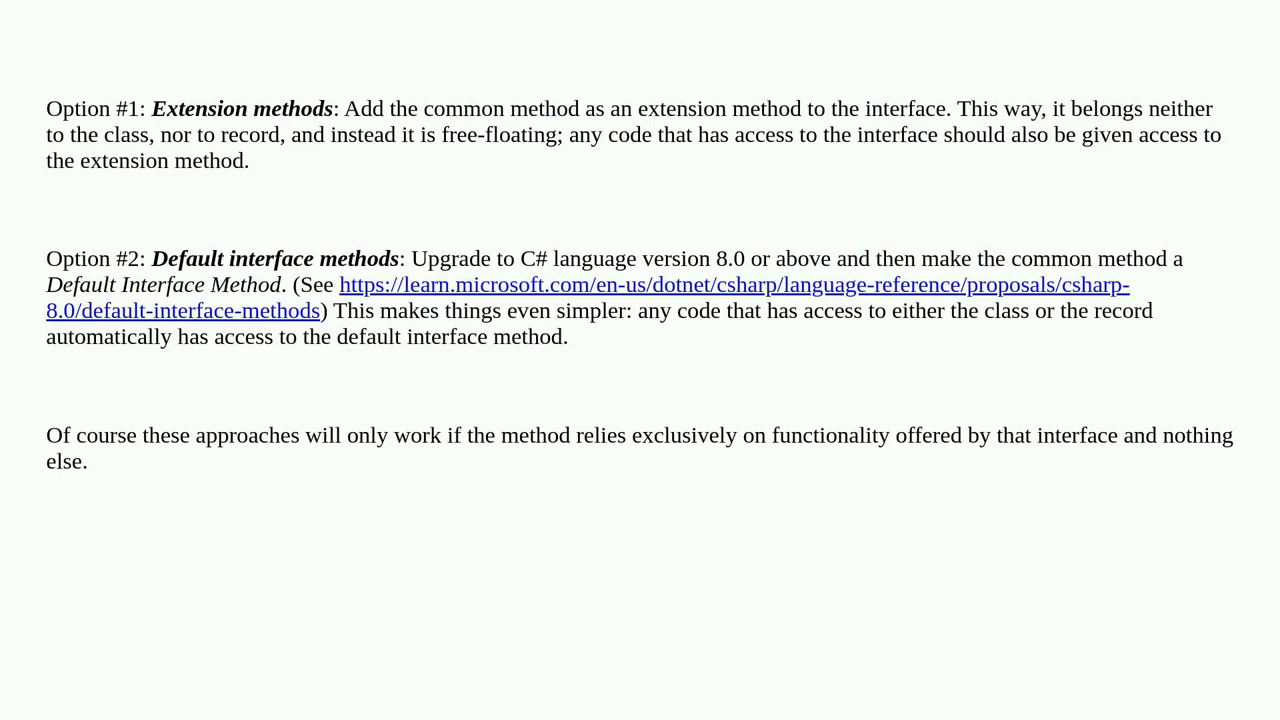 Option #1: Extension methods: Add the common method as an extension method to the interface. This way, it belongs neither
to the class, nor to record, and instead it is free-floating; any code that has access to the interface should also be given access to
the extension method.
Option #2: Default interface methods: Upgrade to C# language version 8.0 or above and then make the common method a
Default Interface Method. (See https://learn.microsoft.com/en-us/dotnet/csharp/language-reference/proposals/csharp-
8.0/default-interface-methods) This makes things even simpler: any code that has access to either the class or the record
automatically has access to the default interface method.
Of course these approaches will only work if the method relies exclusively on functionality offered by that interface and nothing
else.